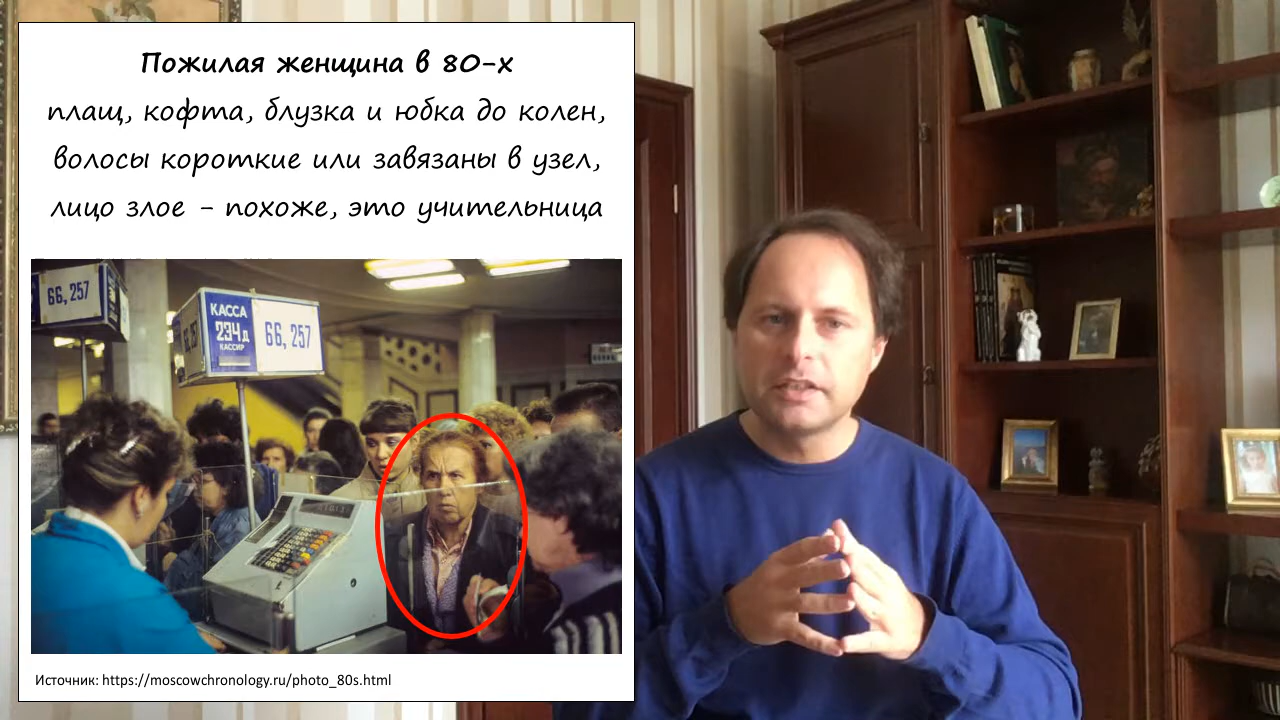 Пожилая женщина в 80-х
плащ, кофта, блузка и юбка до колен,
волосы короткие или завязаны в узел,
лицо злое - похоже, это учительница
66, 257
КАССА
234д
КАССИР
66, 257
Источник: https://moscowchronology.ru/photo_80s.html